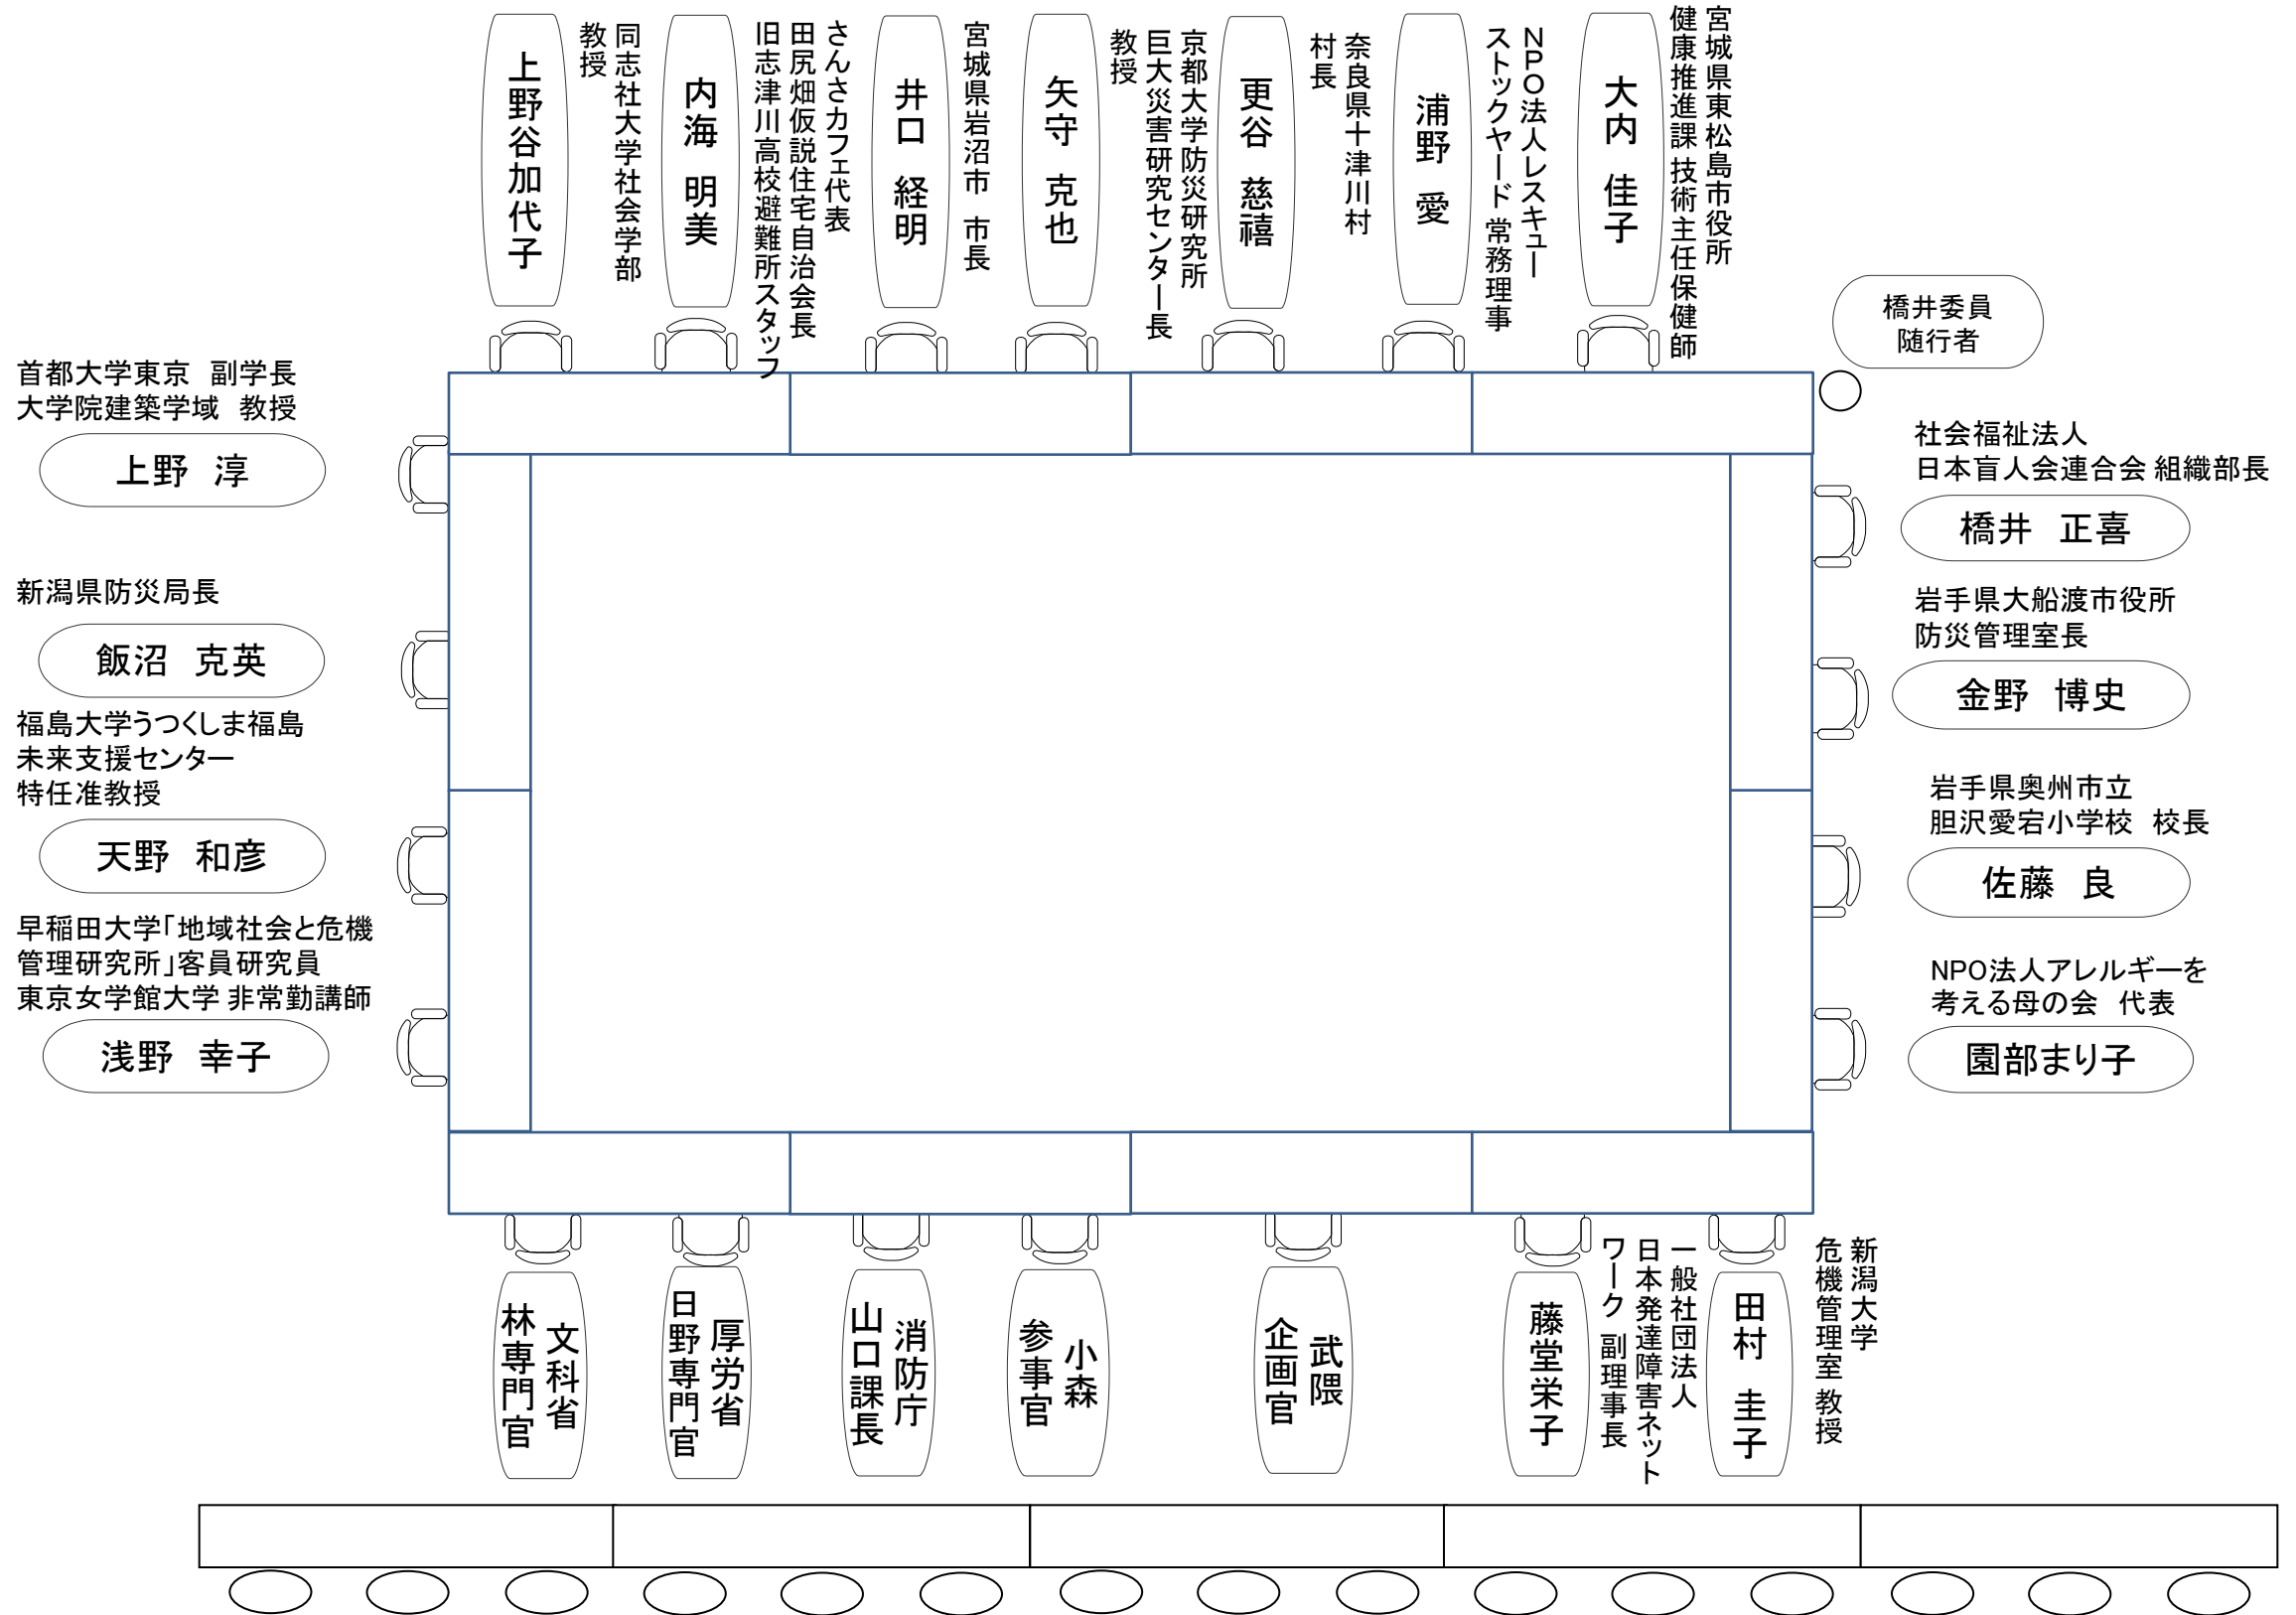 宮城県東松島市役所
健康推進課 技術主任保健師
大内 佳子
NPO法人レスキュー
ストックヤード 常務理事
浦野 愛
奈良県十津川村
村長
更谷 慈禧
京都大学防災研究所
巨大災害研究センター長
教授
矢守 克也
宮城県岩沼市 市長
井口 経明
さんさカフェ代表
田尻畑仮説住宅自治会長
旧志津川高校避難所スタッフ
内海 明美
同志社大学社会学部
教授
上野谷加代子
橋井委員
随行者
首都大学東京 副学長
大学院建築学域 教授
上野 淳
新潟県防災局長
飯沼 克英
福島大学うつくしま福島
未来支援センター
特任准教授
天野 和彦
早稲田大学「地域社会と危機
管理研究所」客員研究員
東京女学館大学 非常勤講師
浅野 幸子
社会福祉法人
日本盲人会連合会 組織部長
橋井 正喜
岩手県大船渡市役所
防災管理室長
金野 博史
岩手県奥州市立
胆沢愛宕小学校 校長
佐藤 良
NPO法人アレルギーを
考える母の会 代表
園部まり子
新潟大学
危機管理室 教授
田村 圭子
一般社団法人
日本発達障害ネット
ワーク 副理事長
藤堂栄子
武隈
企画官
小森
参事官
消防庁
山口課長
厚労省
日野専門官
文科省
林専門官